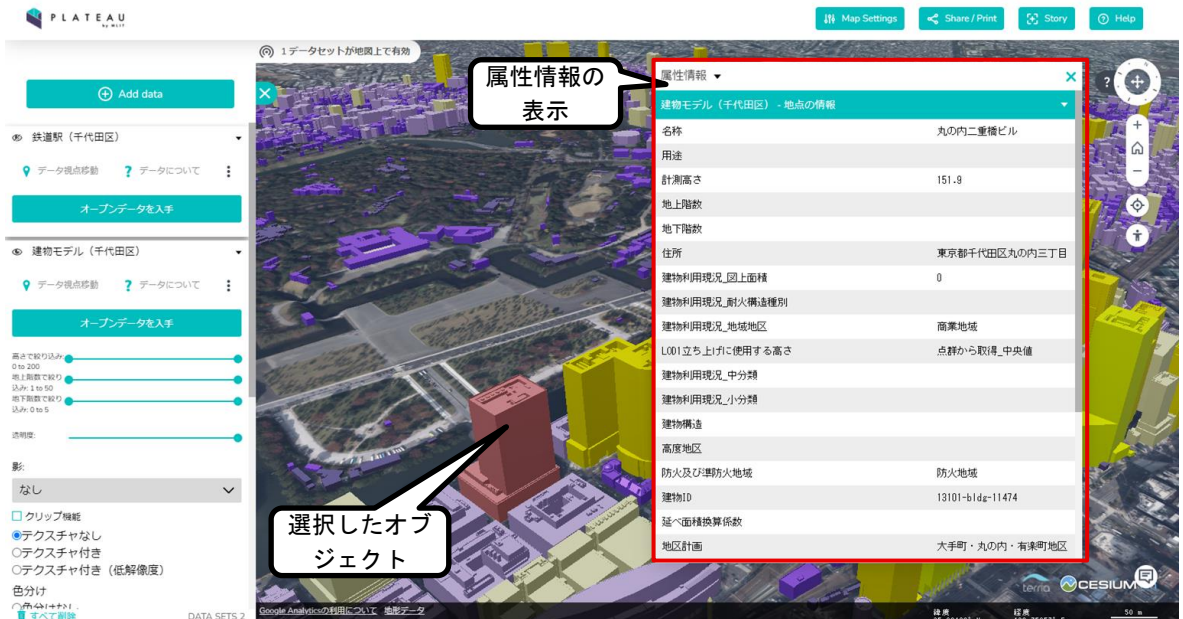 PLATEAU
by MLIT
Map Settings
Share / Print
Story
Help
1データセットが地図上で有効
Add data
鉄道駅（千代田区）
データ視点移動
? データについて
オープンデータを入手
建物モデル（千代田区）
データ視点移動
? データについて
オープンデータを入手
高さで絞り込み:
0 to 200
地上階数で絞り
込み: 1 to 50
地下階数で絞り
込み: 0 to 5
透明度:
影:
なし
クリップ機能
テクスチャなし
テクスチャ付き
テクスチャ付き（低解像度）
色分け
色分けなし
すべて削除
DATA SETS 2
属性情報の
表示
選択したオブ
ジェクト
属性情報
建物モデル（千代田区） - 地点の情報
名称 丸の内二重橋ビル
用途
計測高さ 151.9
地上階数
地下階数
住所 東京都千代田区丸の内三丁目
建物利用現況_図上面積 0
建物利用現況_耐火構造種別
建物利用現況_地域地区 商業地域
LOD1立ち上げに使用する高さ 点群から取得_中央値
建物利用現況_中分類
建物利用現況_小分類
建物構造
高度地区
防火及び準防火地域 防火地域
建物ID 13101-bldg-11474
延べ面積換算係数
地区計画 大手町・丸の内・有楽町地区
?
terria
CESIUM
Google Analyticsの利用について 地形データ
緯度
経度
50 m